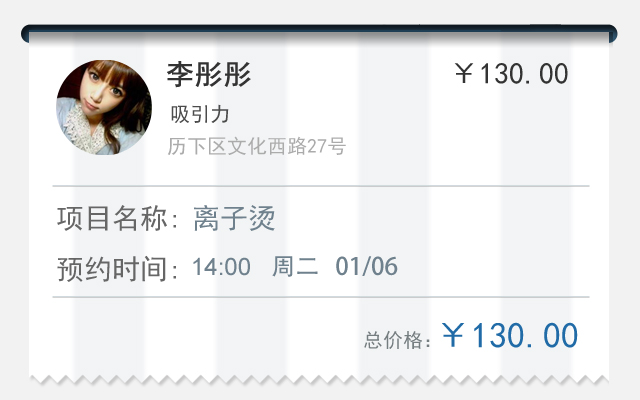 李彤彤 ￥130.00
吸引力
历下区文化西路27号
项目名称: 离子烫
预约时间: 14:00 周二 01/06
总价格: ￥130.00